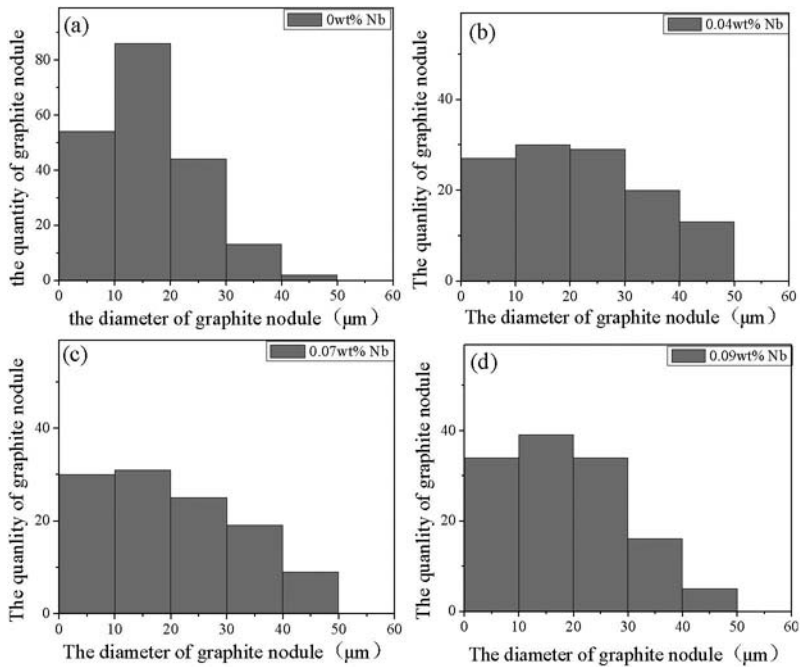 (a)
0wt% Nb
the quantity of graphite nodule
80
60
40
20
0
0 10 20 30 40 50 60
the diameter of graphite nodule（μm）
(b)
0.04wt% Nb
The quanlity of graphite nodule
40
20
0
0 10 20 30 40 50 60
The diameter of graphite nodule（μm）
(c)
0.07wt% Nb
The quanlity of graphite nodule
40
20
0
0 10 20 30 40 50 60
The diameter of graphite nodule（μm）
(d)
0.09wt% Nb
The quanlity of graphite nodule
40
20
0
0 10 20 30 40 50 60
The diameter of graphite nodule（μm）